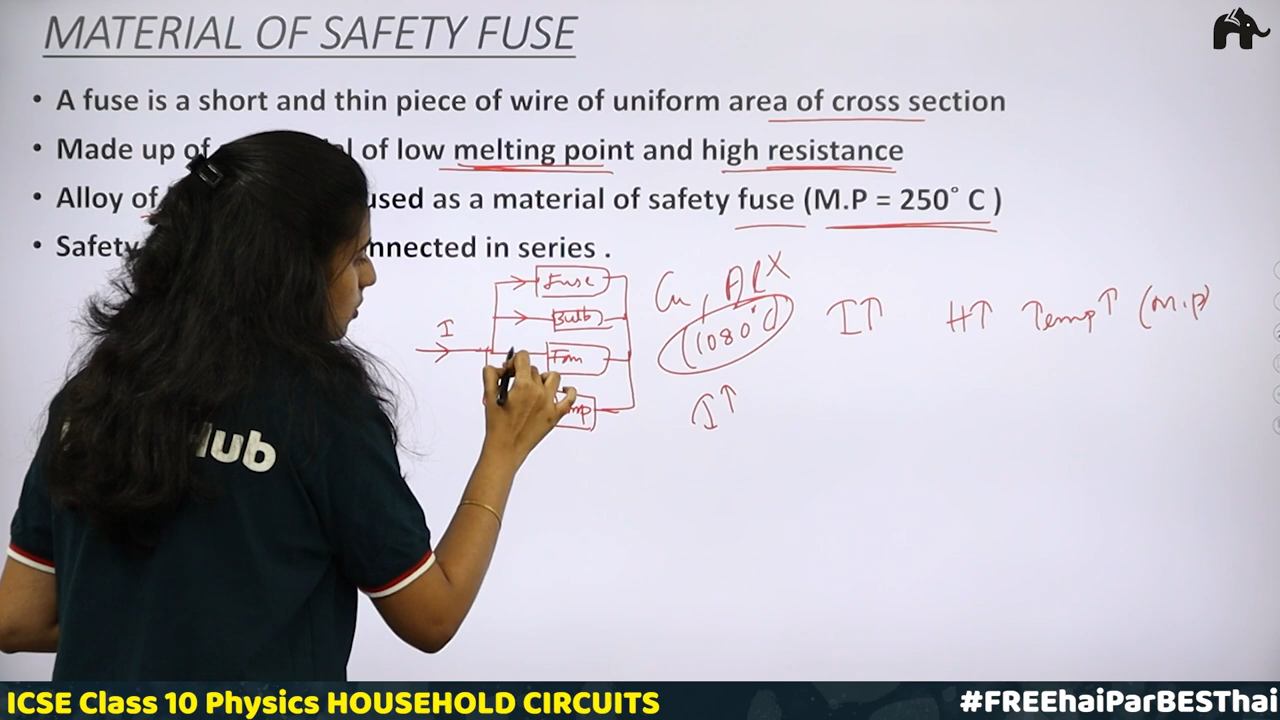 MATERIAL OF SAFETY FUSE
• A fuse is a short and thin piece of wire of uniform area of cross section
• Made up of of low melting point and high resistance
• Alloy of used as a material of safety fuse (M.P = 250° C )
• Safety connected in series .
Fuse
Bulb
Fan
I
Cu, Al X
(1080°C)
I↑ H↑ Temp↑ (M.P)
I↑
Hub
ICSE Class 10 Physics HOUSEHOLD CIRCUITS
#FREEhaiParBESThai